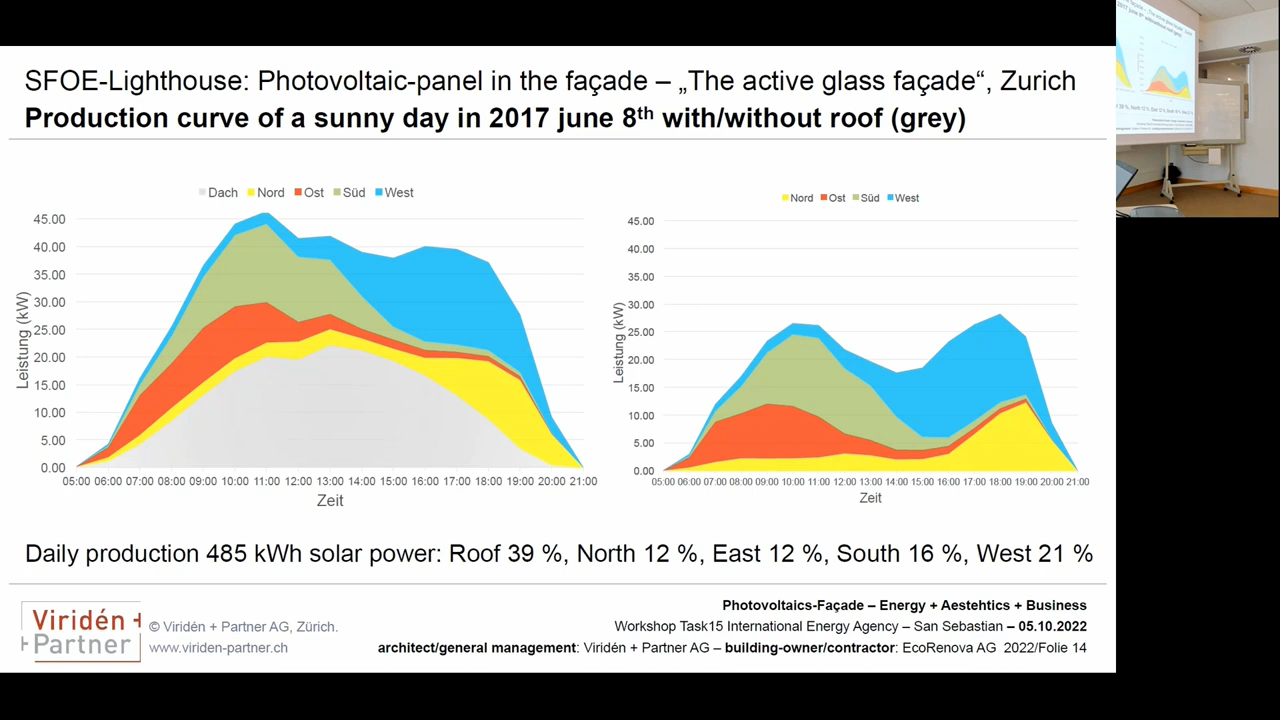 SFOE-Lighthouse: Photovoltaic-panel in the façade – „The active glass façade“, Zurich
Production curve of a sunny day in 2017 june 8th with/without roof (grey)
Dach Nord Ost Süd West
45.00
40.00
35.00
30.00
25.00
20.00
15.00
10.00
5.00
0.00
Leistung (kW)
05:00 06:00 07:00 08:00 09:00 10:00 11:00 12:00 13:00 14:00 15:00 16:00 17:00 18:00 19:00 20:00 21:00
Zeit
Nord Ost Süd West
45.00
40.00
35.00
30.00
25.00
20.00
15.00
10.00
5.00
0.00
Leistung (kW)
05:00 06:00 07:00 08:00 09:00 10:00 11:00 12:00 13:00 14:00 15:00 16:00 17:00 18:00 19:00 20:00 21:00
Zeit
Daily production 485 kWh solar power: Roof 39 %, North 12 %, East 12 %, South 16 %, West 21 %
Viridén +
+ Partner
© Viridén + Partner AG, Zürich.
www.viriden-partner.ch
Photovoltaics-Façade – Energy + Aestehtics + Business
Workshop Task15 International Energy Agency – San Sebastian – 05.10.2022
architect/general management: Viridén + Partner AG – building-owner/contractor: EcoRenova AG 2022/Folie 14